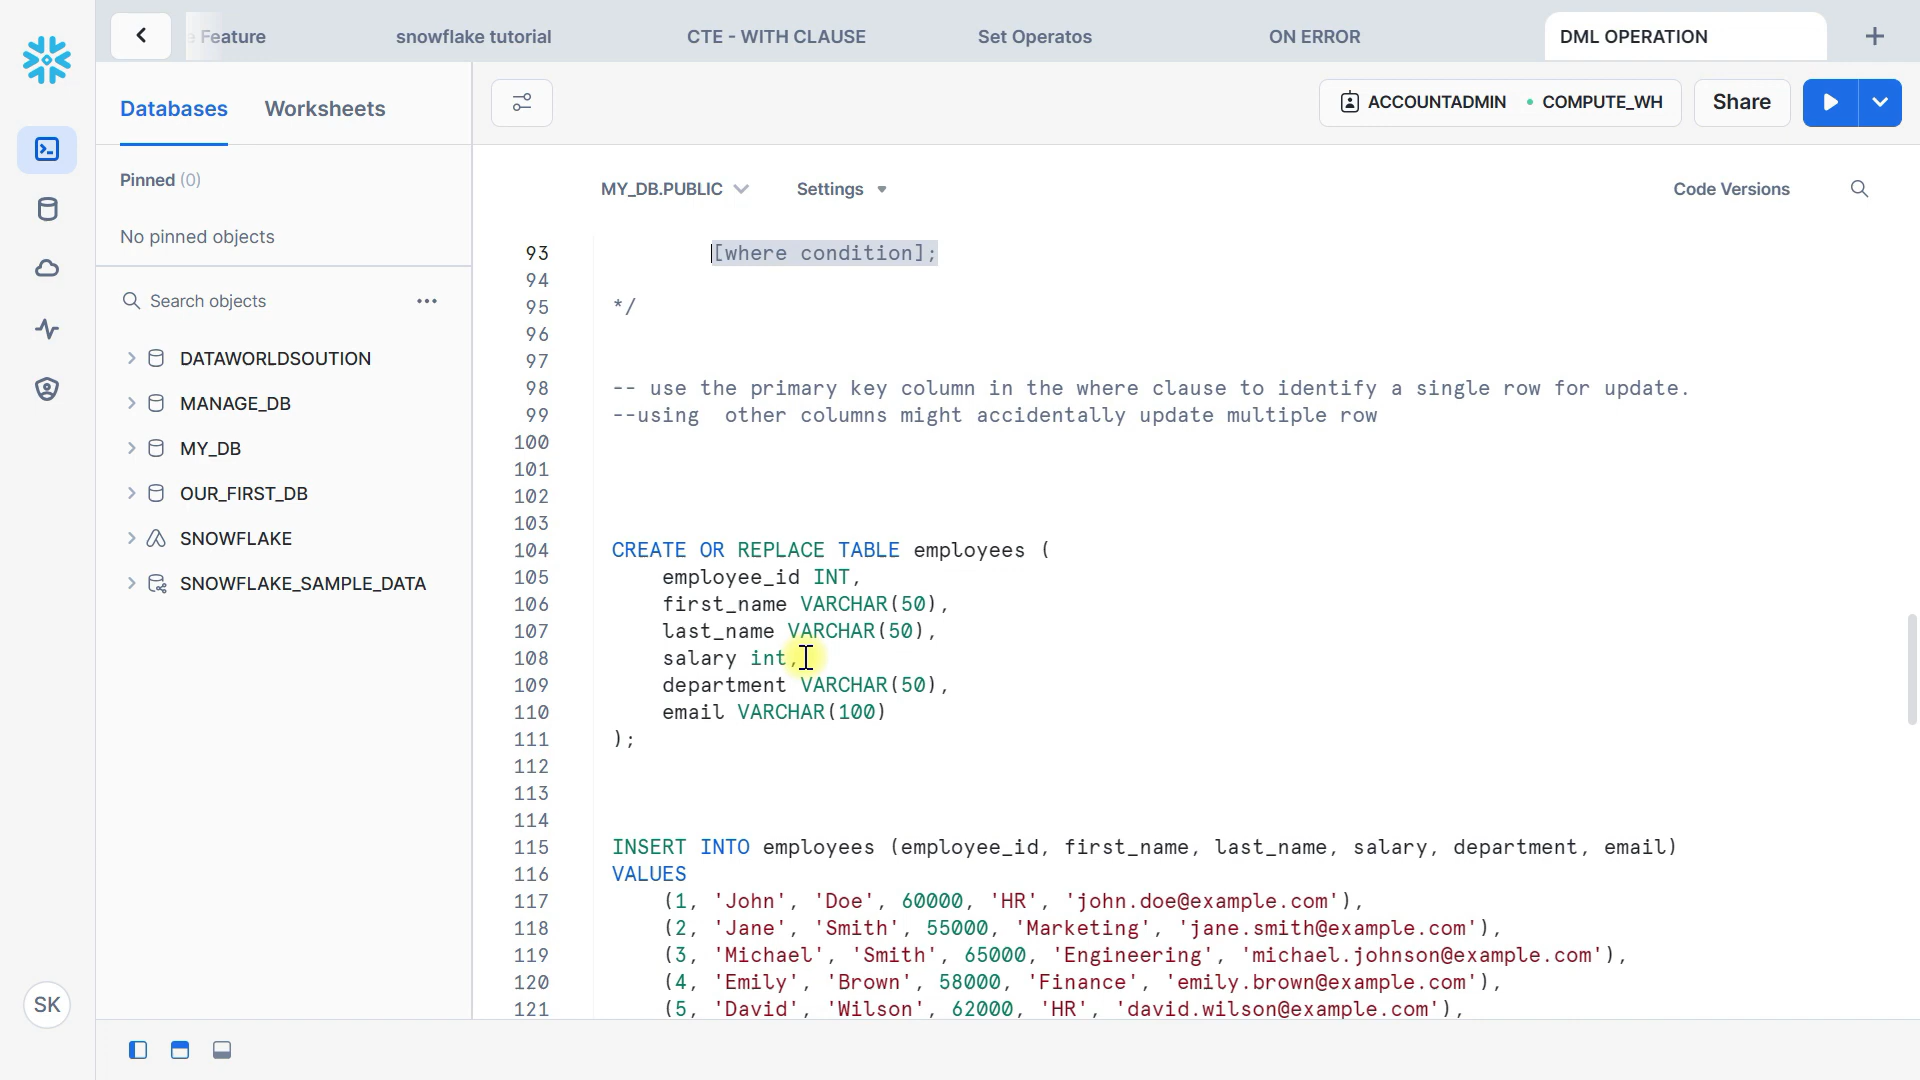 Feature
snowflake tutorial
CTE - WITH CLAUSE
Set Operatos
ON ERROR
DML OPERATION
Databases
Worksheets
ACCOUNTADMIN
COMPUTE_WH
Share
Pinned (0)
No pinned objects
Search objects
DATAWORLDSOUTION
MANAGE_DB
MY_DB
OUR_FIRST_DB
SNOWFLAKE
SNOWFLAKE_SAMPLE_DATA
SK
MY_DB.PUBLIC
Settings
Code Versions
93 [where condition];
94
95 */
96
97
98 -- use the primary key column in the where clause to identify a single row for update.
99 --using  other columns might accidentally update multiple row
100
101
102
103
104 CREATE OR REPLACE TABLE employees (
105 employee_id INT,
106 first_name VARCHAR(50),
107 last_name VARCHAR(50),
108 salary int,
109 department VARCHAR(50),
110 email VARCHAR(100)
111 );
112
113
114
115 INSERT INTO employees (employee_id, first_name, last_name, salary, department, email)
116 VALUES
117 (1, 'John', 'Doe', 60000, 'HR', 'john.doe@example.com'),
118 (2, 'Jane', 'Smith', 55000, 'Marketing', 'jane.smith@example.com'),
119 (3, 'Michael', 'Smith', 65000, 'Engineering', 'michael.johnson@example.com'),
120 (4, 'Emily', 'Brown', 58000, 'Finance', 'emily.brown@example.com'),
121 (5, 'David', 'Wilson', 62000, 'HR', 'david.wilson@example.com'),